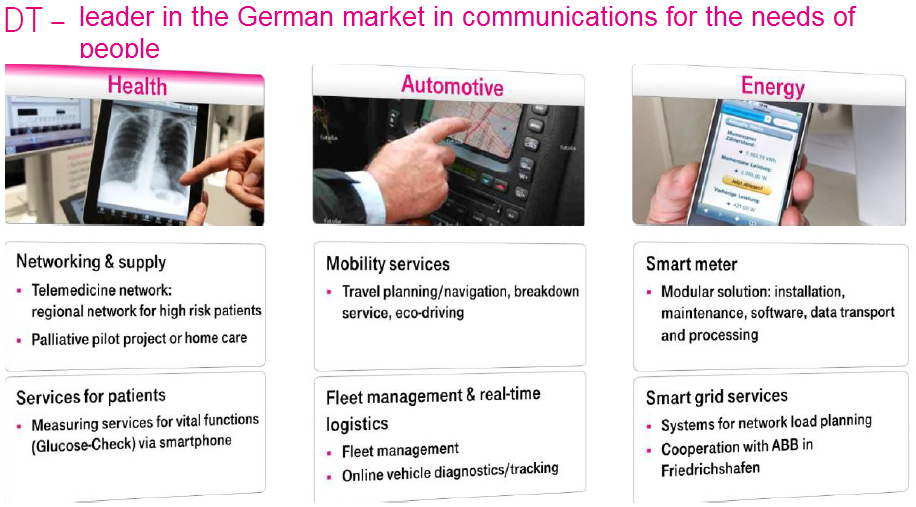 DT – leader in the German market in communications for the needs of
people
Health
Automotive
Energy
Networking & supply
▪ Telemedicine network:
regional network for high risk patients
▪ Palliative pilot project or home care
Mobility services
▪ Travel planning/navigation, breakdown
service, eco-driving
Smart meter
▪ Modular solution: installation,
maintenance, software, data transport
and processing
Services for patients
▪ Measuring services for vital functions
(Glucose-Check) via smartphone
Fleet management & real-time
logistics
▪ Fleet management
▪ Online vehicle diagnostics/tracking
Smart grid services
▪ Systems for network load planning
▪ Cooperation with ABB in
Friedrichshafen